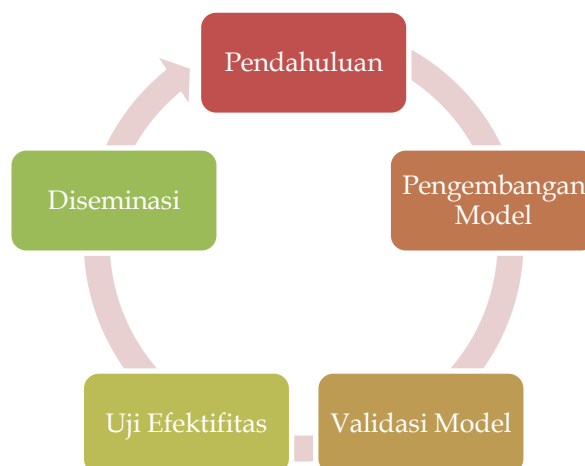 Pendahuluan
Pengembangan
Model
Validasi Model
Uji Efektifitas
Diseminasi